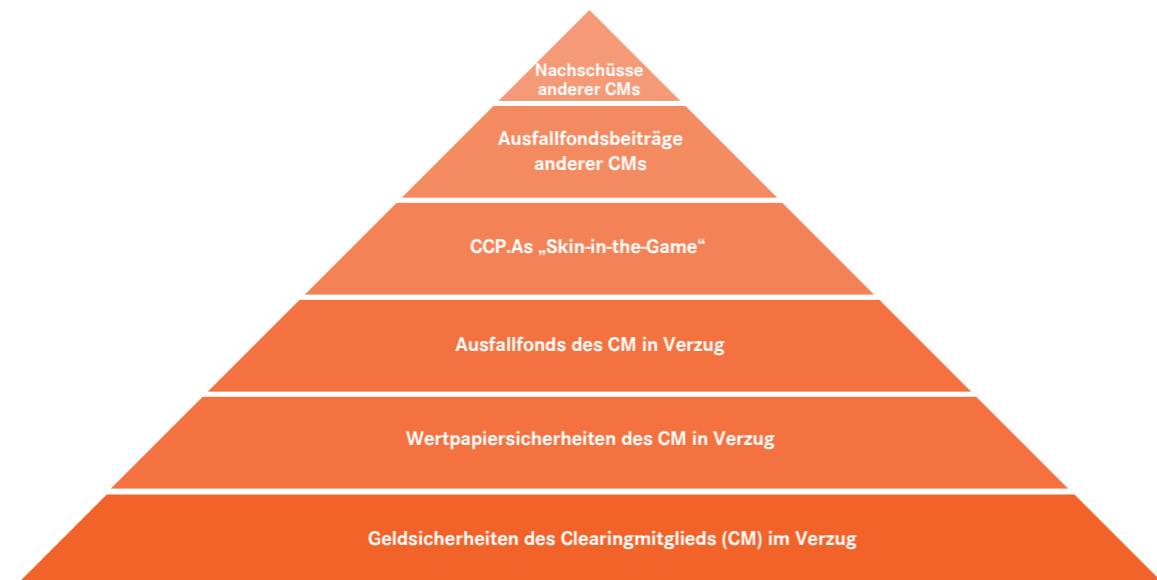 Nachschüsse
anderer CMs
Ausfallfondsbeiträge
anderer CMs
CCP.As „Skin-in-the-Game“
Ausfallfonds des CM in Verzug
Wertpapiersicherheiten des CM in Verzug
Geldsicherheiten des Clearingmitglieds (CM) im Verzug